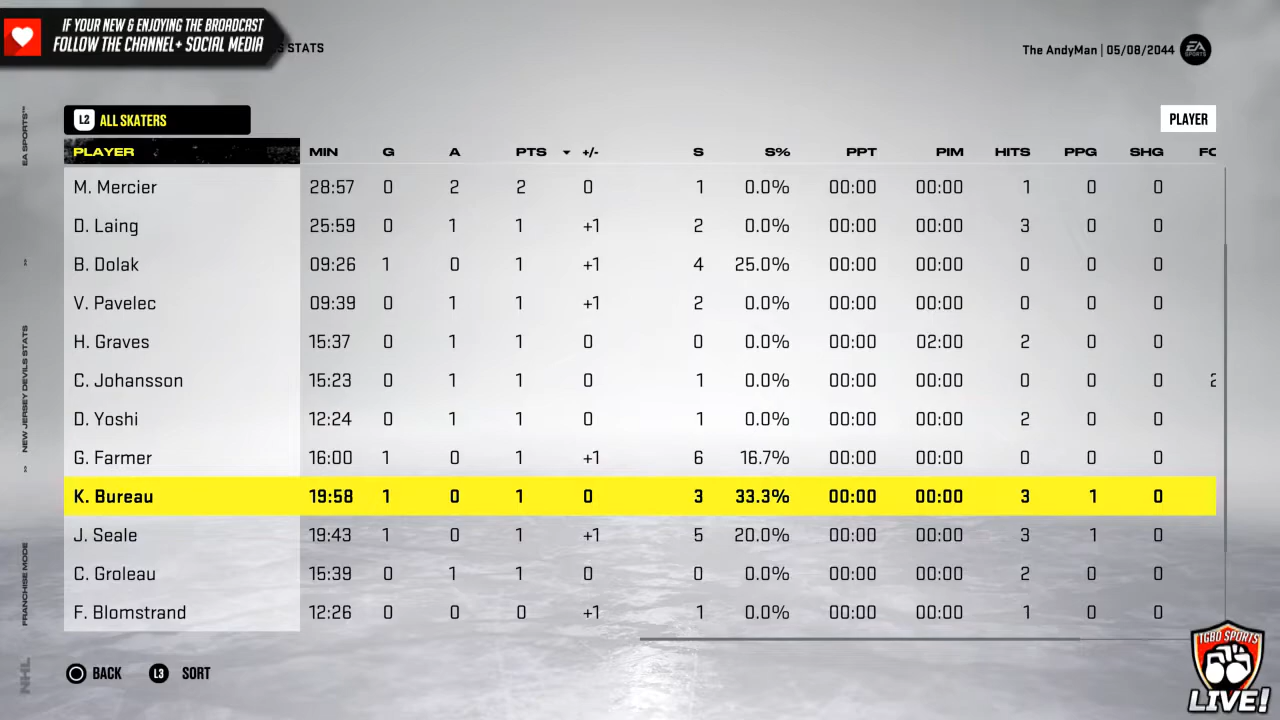 IF YOUR NEW & ENJOYING THE BROADCAST
FOLLOW THE CHANNEL+ SOCIAL MEDIA
S STATS
The AndyMan | 05/08/2044
EA SPORTS
EA SPORTS™
» NEW JERSEY DEVILS STATS
» FRANCHISE MODE
NHL
L2 ALL SKATERS
PLAYER
PLAYER MIN G A PTS +/- S S% PPT PIM HITS PPG SHG FO
M. Mercier 28:57 0 2 2 0 1 0.0% 00:00 00:00 1 0 0
D. Laing 25:59 0 1 1 +1 2 0.0% 00:00 00:00 3 0 0
B. Dolak 09:26 1 0 1 +1 4 25.0% 00:00 00:00 0 0 0
V. Pavelec 09:39 0 1 1 +1 2 0.0% 00:00 00:00 0 0 0
H. Graves 15:37 0 1 1 0 0 0.0% 00:00 02:00 2 0 0
C. Johansson 15:23 0 1 1 0 1 0.0% 00:00 00:00 0 0 0 2
D. Yoshi 12:24 0 1 1 0 1 0.0% 00:00 00:00 2 0 0
G. Farmer 16:00 1 0 1 +1 6 16.7% 00:00 00:00 0 0 0
K. Bureau 19:58 1 0 1 0 3 33.3% 00:00 00:00 3 1 0
J. Seale 19:43 1 0 1 +1 5 20.0% 00:00 00:00 3 1 0
C. Groleau 15:39 0 1 1 0 0 0.0% 00:00 00:00 2 0 0
F. Blomstrand 12:26 0 0 0 +1 1 0.0% 00:00 00:00 1 0 0
BACK L3 SORT
TGBO SPORTS
LIVE!